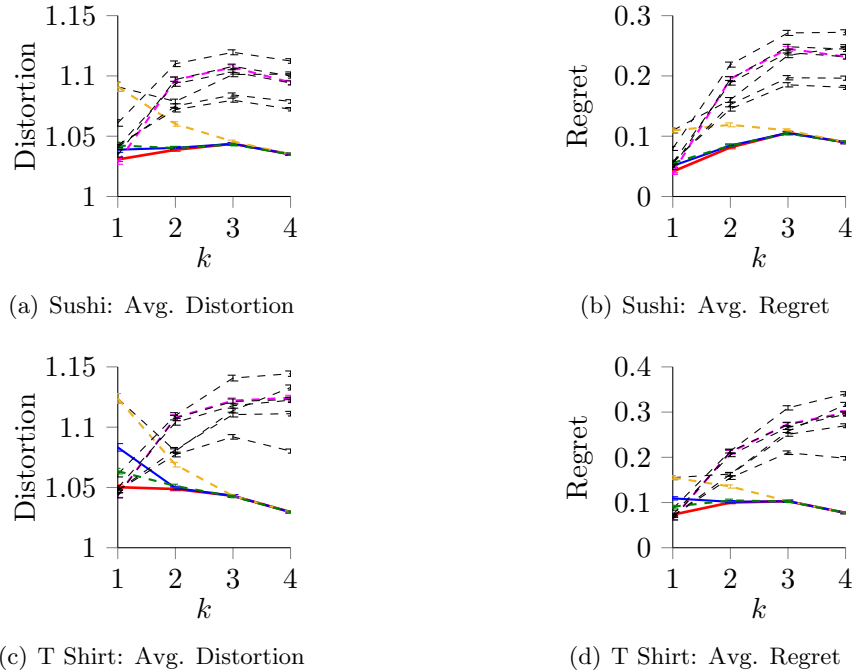 1.15
1.1
1.05
1
Distortion
1 2 3 4
k
(a) Sushi: Avg. Distortion
0.3
0.2
0.1
0
Regret
1 2 3 4
k
(b) Sushi: Avg. Regret
1.15
1.1
1.05
1
Distortion
1 2 3 4
k
(c) T Shirt: Avg. Distortion
0.4
0.3
0.2
0.1
0
Regret
1 2 3 4
k
(d) T Shirt: Avg. Regret